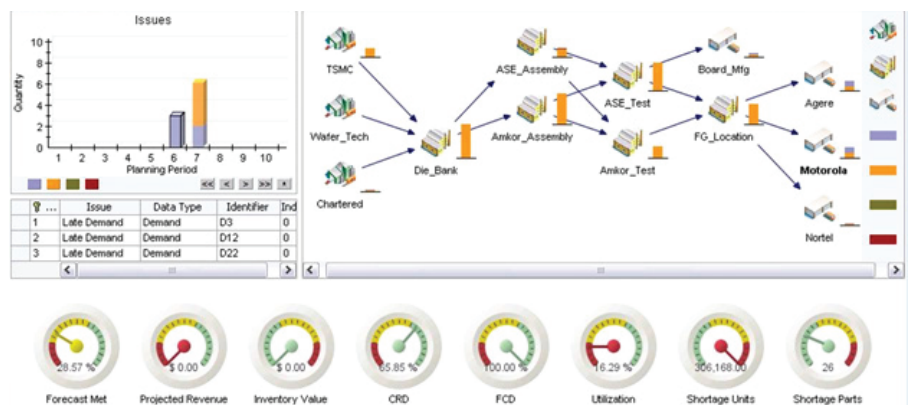 Issues
Quantity
10
8
6
4
2
0
1 2 3 4 5 6 7 8 9 10
Planning Period
<< < > >>
... Issue Data Type Identifier Ind
1 Late Demand Demand D3 0
2 Late Demand Demand D12 0
3 Late Demand Demand D22 0
TSMC
ASE_Assembly
Board_Mfg
ASE_Test
Agere
Wafer_Tech
Die_Bank
Amkor_Assembly
FG_Location
Amkor_Test
Motorola
Chartered
Nortel
28.57 %
$ 0.00
$ 0.00
65.85 %
100.00 %
16.29 %
306,168.00
26
Forecast Met
Projected Revenue
Inventory Value
CRD
FCD
Utilization
Shortage Units
Shortage Parts